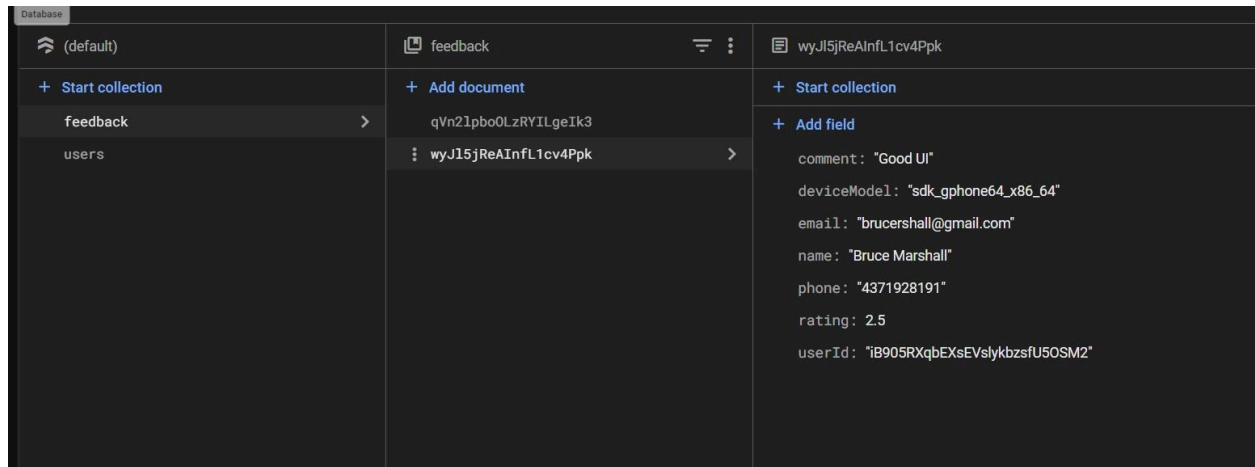 Database
(default)
+ Start collection
feedback
users
feedback
+ Add document
qVn2lpboOLzRYILgeIk3
wyJl5jReAInfL1cv4Ppk
wyJl5jReAInfL1cv4Ppk
+ Start collection
+ Add field
comment: "Good UI"
deviceModel: "sdk_gphone64_x86_64"
email: "brucershall@gmail.com"
name: "Bruce Marshall"
phone: "4371928191"
rating: 2.5
userId: "iB905RXqbEXsEVslykbzsfU5OSM2"